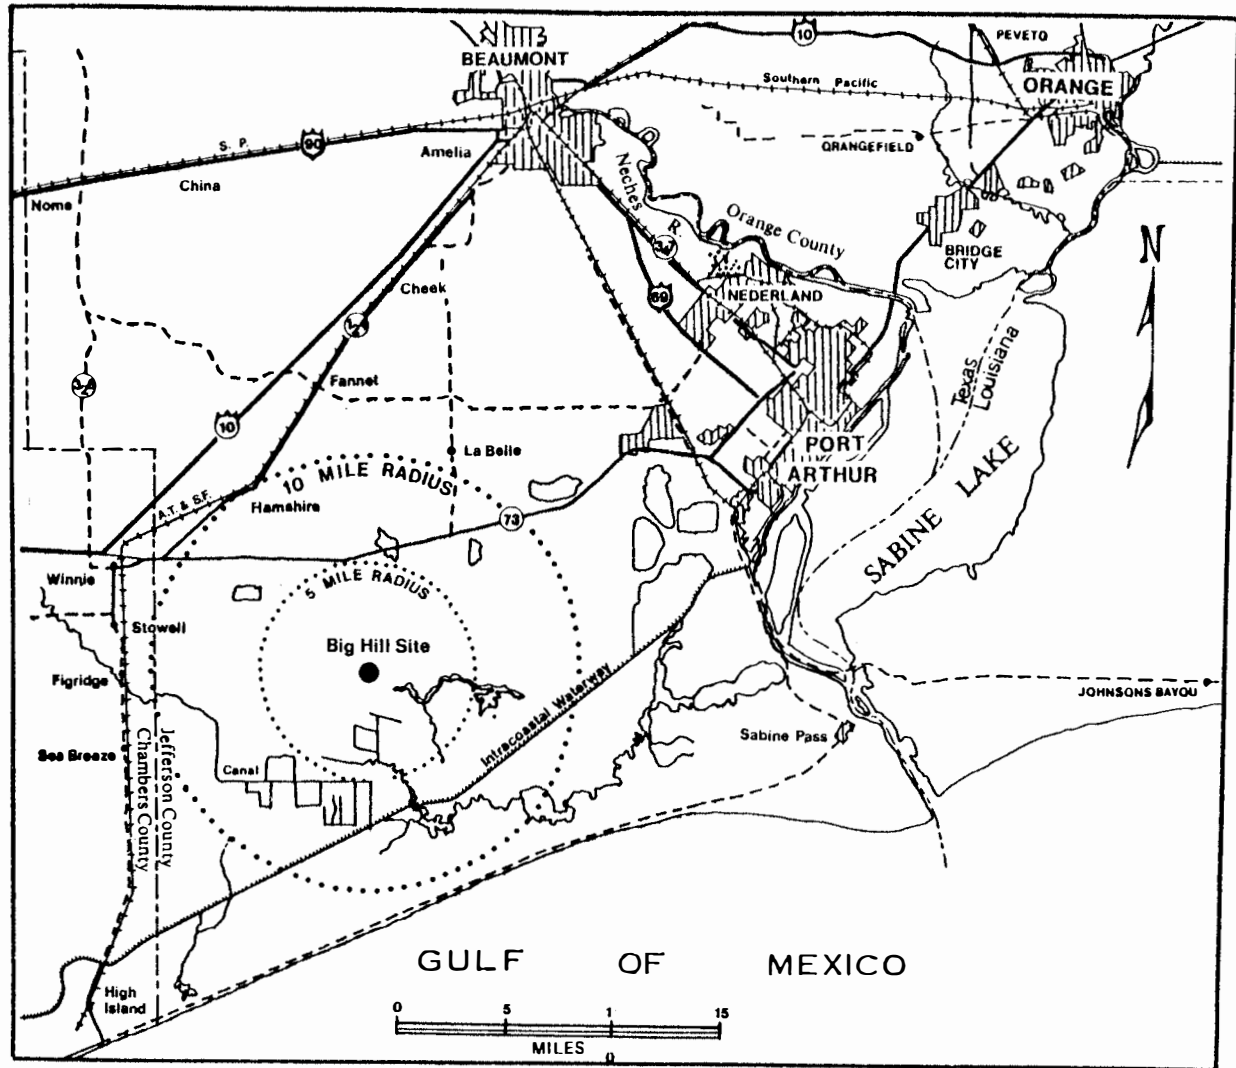 BEAUMONT
10
PEVETO
Southern Pacific
ORANGE
S. P.
90
Amelia
ORANGEFIELD
China
Nome
Neches R.
Orange County
BRIDGE
CITY
N
Cheek
69
NEDERLAND
Texas
Louisiana
Fannet
10
La Belle
PORT
ARTHUR
10 MILE RADIUS
A.T. & S.F.
Hamshire
73
SABINE LAKE
Winnie
5 MILE RADIUS
Stowell
Big Hill Site
Figridge
JOHNSONS BAYOU
Intracoastal Waterway
Sabine Pass
Sea Breeze
Jefferson County
Chambers County
Canal
GULF OF MEXICO
High
Island
0 5 1 15
MILES 0